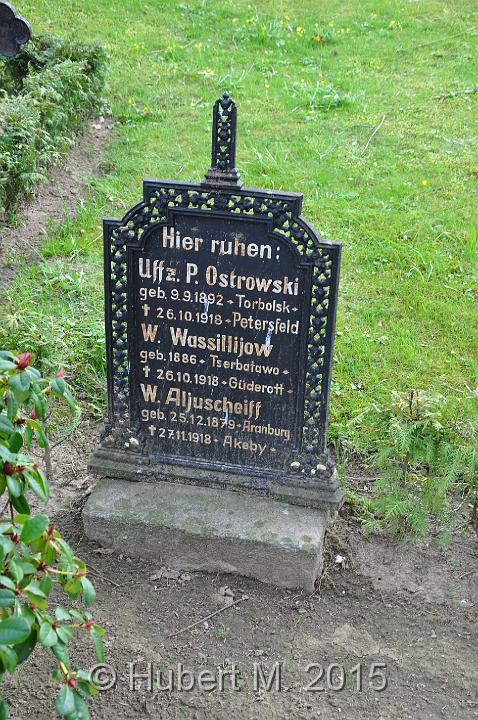 Hier ruhen:
Uffz. P. Ostrowski
geb. 9.9.1892 - Torbolsk
† 26.10.1918 - Petersfeld
W. Wassillijow
geb. 1886 - Tserbatawo
† 26.10.1918 - Güderott
W. Aljuscheiff
geb. 25.12.1879 - Aranburg
† 27.11.1918 - Akeby
© Hubert M. 2015